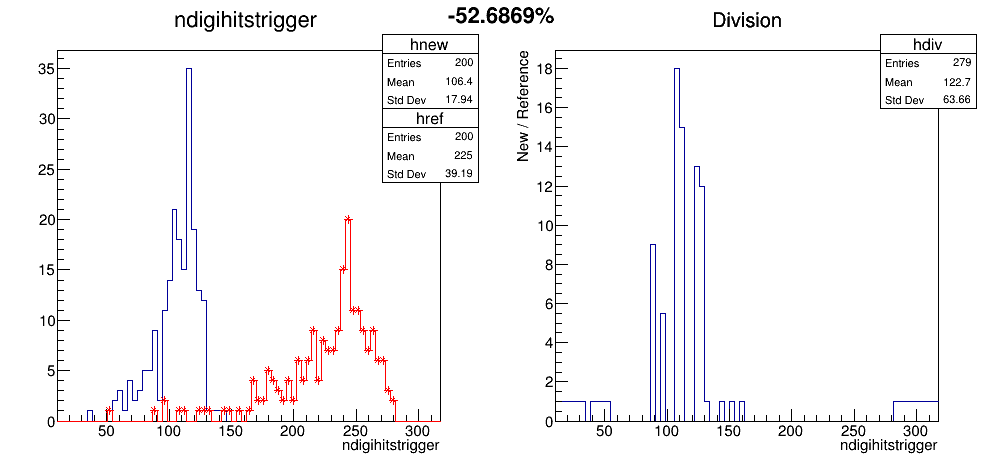 -52.6869%
ndigihitstrigger
hnew
Entries 200
Mean 106.4
Std Dev 17.94
href
Entries 200
Mean 225
Std Dev 39.19
35
30
25
20
15
10
5
0
50 100 150 200 250 300
ndigihitstrigger
Division
hdiv
Entries 279
Mean 122.7
Std Dev 63.66
New / Reference
18
16
14
12
10
8
6
4
2
0
50 100 150 200 250 300
ndigihitstrigger